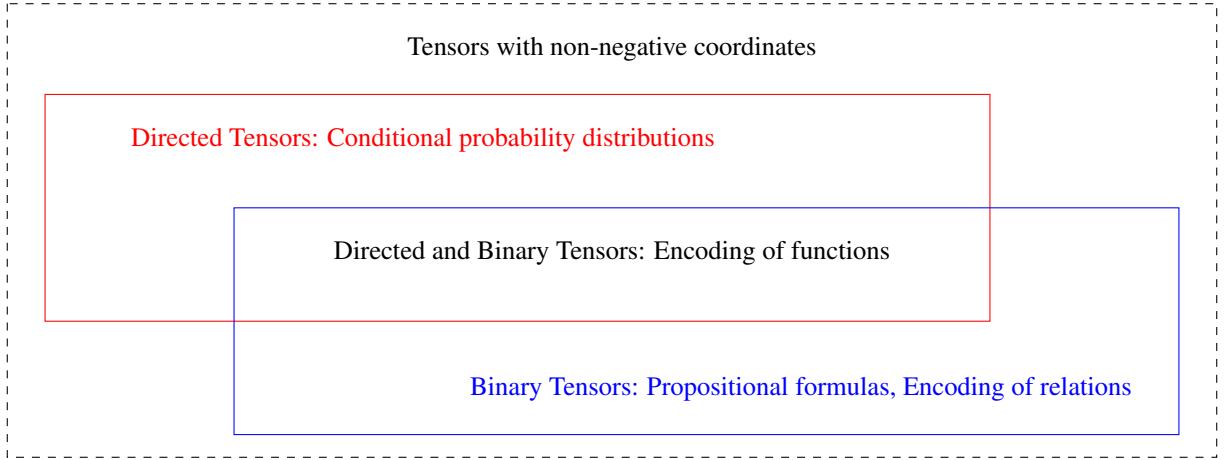 Tensors with non-negative coordinates
Directed Tensors: Conditional probability distributions
Directed and Binary Tensors: Encoding of functions
Binary Tensors: Propositional formulas, Encoding of relations